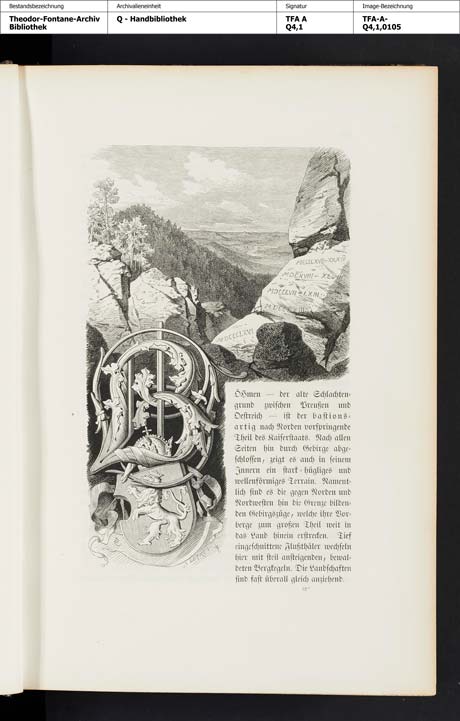 Bestandsbezeichnung
Archivalieneinheit
Signatur
Image-Bezeichnung
Theodor-Fontane-Archiv
Bibliothek
Q - Handbibliothek
TFA A
Q4,1
TFA-A-
Q4,1,0105
B
Öhmen — der alte Schlachten-
grund zwischen Preußen und
Oestreich — ist der bastions-
artig nach Norden vorspringende
Theil des Kaiserstaats. Nach allen
Seiten hin durch Gebirge abge-
schlossen, zeigt es auch in seinem
Innern ein stark-hügliges und
wellenförmiges Terrain. Nament-
lich sind es die gegen Norden und
Nordwesten hin die Grenze bilden-
den Gebirgszüge, welche ihre Vor-
berge zum großen Theil weit in
das Land hinein erstrecken. Tief
eingeschnittene Flußthäler wechseln
hier mit steil ansteigenden, bewal-
deten Bergkegeln. Die Landschaften
sind fast überall gleich anziehend.